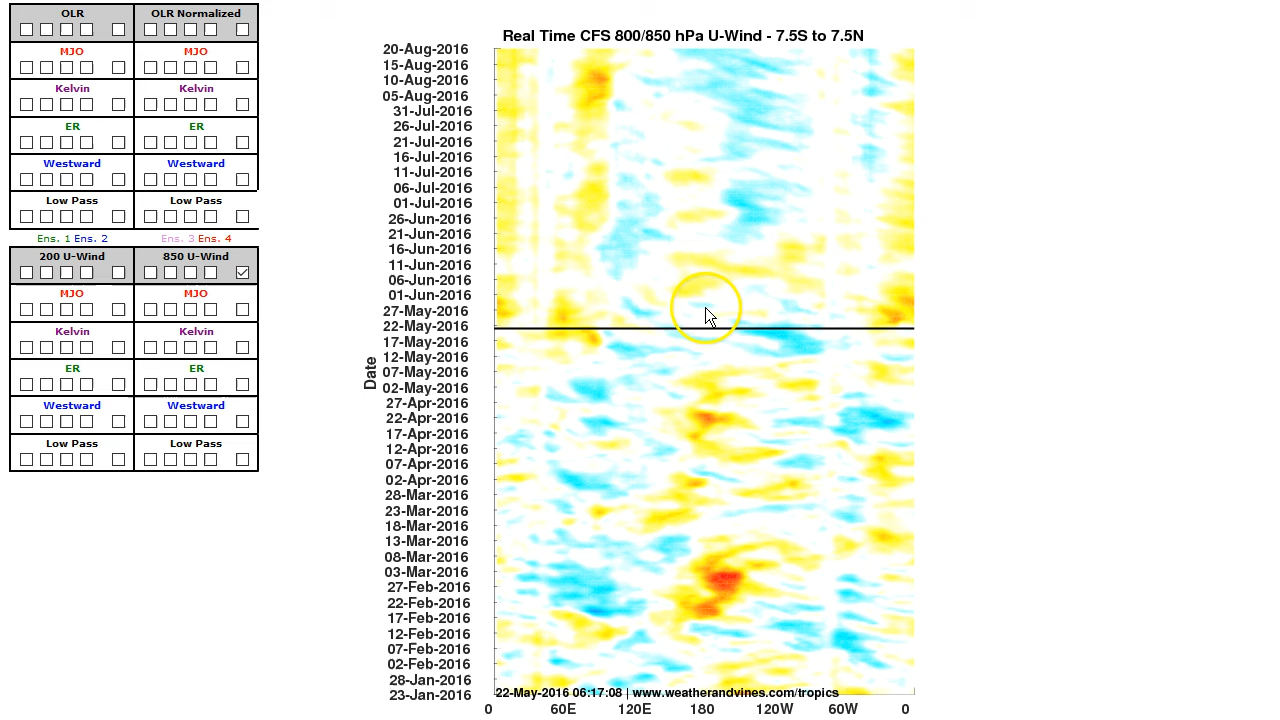 OLR OLR Normalized
MJO MJO
Kelvin Kelvin
ER ER
Westward Westward
Low Pass Low Pass
Ens. 1 Ens. 2 Ens. 3 Ens. 4
200 U-Wind 850 U-Wind
MJO MJO
Kelvin Kelvin
ER ER
Westward Westward
Low Pass Low Pass
Real Time CFS 800/850 hPa U-Wind - 7.5S to 7.5N
20-Aug-2016
15-Aug-2016
10-Aug-2016
05-Aug-2016
31-Jul-2016
26-Jul-2016
21-Jul-2016
16-Jul-2016
11-Jul-2016
06-Jul-2016
01-Jul-2016
26-Jun-2016
21-Jun-2016
16-Jun-2016
11-Jun-2016
06-Jun-2016
01-Jun-2016
27-May-2016
22-May-2016
17-May-2016
12-May-2016
07-May-2016
02-May-2016
27-Apr-2016
22-Apr-2016
17-Apr-2016
12-Apr-2016
07-Apr-2016
02-Apr-2016
28-Mar-2016
23-Mar-2016
18-Mar-2016
13-Mar-2016
08-Mar-2016
03-Mar-2016
27-Feb-2016
22-Feb-2016
17-Feb-2016
12-Feb-2016
07-Feb-2016
02-Feb-2016
28-Jan-2016
23-Jan-2016
Date
22-May-2016 06:17:08 | www.weatherandvines.com/tropics
0 60E 120E 180 120W 60W 0